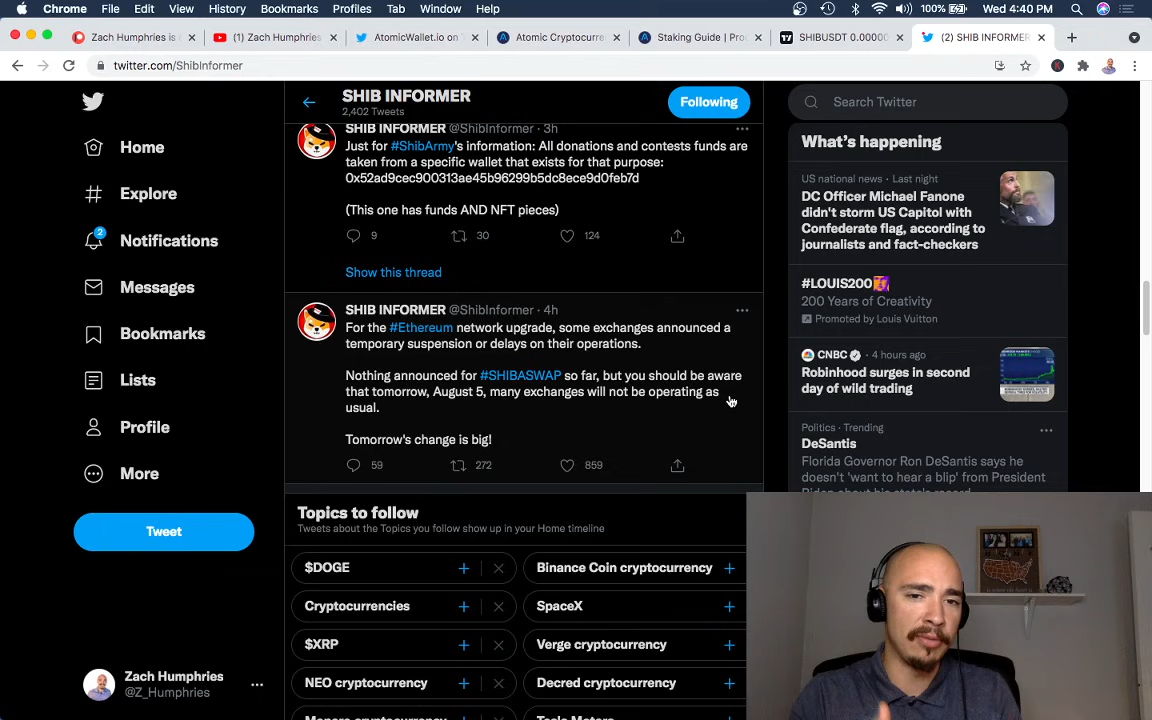 Chrome File Edit View History Bookmarks Profiles Tab Window Help 100% Wed 4:40 PM
Zach Humphries is (1) Zach Humphries AtomicWallet.io on T Atomic Cryptocurre Staking Guide | Pro SHIBUSDT 0.00000 (2) SHIB INFORMER
twitter.com/ShibInformer
SHIB INFORMER
2,402 Tweets
Following
Search Twitter
Home
Explore
2
Notifications
Messages
Bookmarks
Lists
Profile
More
Tweet
Zach Humphries
@Z_Humphries
SHIB INFORMER @ShibInformer · 3h
Just for #ShibArmy's information: All donations and contests funds are
taken from a specific wallet that exists for that purpose:
0x52ad9cec900313ae45b96299b5dc8ece9d0feb7d
(This one has funds AND NFT pieces)
9 30 124
Show this thread
SHIB INFORMER @ShibInformer · 4h
For the #Ethereum network upgrade, some exchanges announced a
temporary suspension or delays on their operations.
Nothing announced for #SHIBASWAP so far, but you should be aware
that tomorrow, August 5, many exchanges will not be operating as
usual.
Tomorrow's change is big!
59 272 859
Topics to follow
Tweets about the Topics you follow show up in your Home timeline
$DOGE
Binance Coin cryptocurrency
Cryptocurrencies
SpaceX
$XRP
Verge cryptocurrency
NEO cryptocurrency
Decred cryptocurrency
What's happening
US national news · Last night
DC Officer Michael Fanone
didn't storm US Capitol with
Confederate flag, according to
journalists and fact-checkers
#LOUIS200
200 Years of Creativity
Promoted by Louis Vuitton
CNBC · 4 hours ago
Robinhood surges in second
day of wild trading
Politics · Trending
DeSantis
Florida Governor Ron DeSantis says he
doesn't 'want to hear a blip' from President